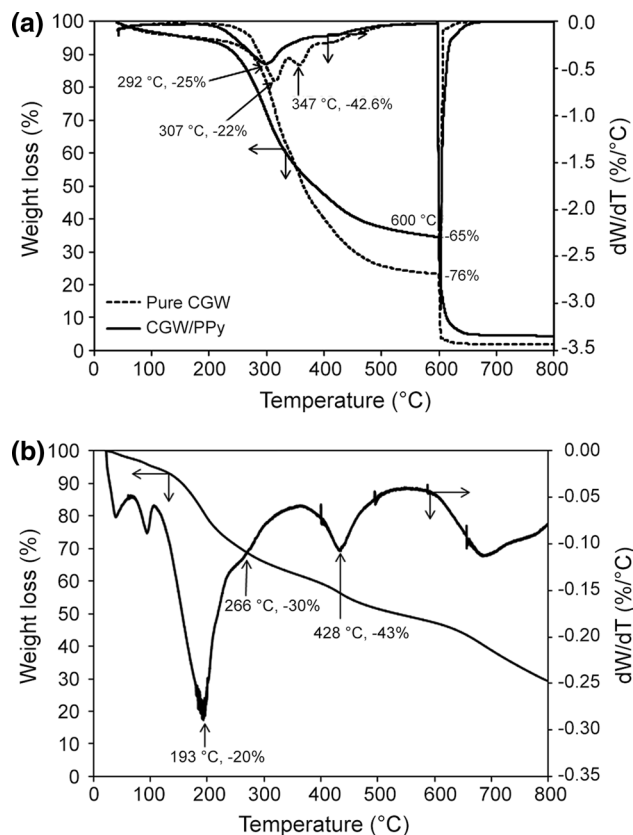 (a)
100
90
80
70
60
50
40
30
20
10
0
Weight loss (%)
0.0
-0.5
-1.0
-1.5
-2.0
-2.5
-3.0
-3.5
dW/dT (%/°C)
292 °C, -25%
307 °C, -22%
347 °C, -42.6%
600 °C
-65%
-76%
Pure CGW
CGW/PPy
0 100 200 300 400 500 600 700 800
Temperature (°C)
(b)
100
90
80
70
60
50
40
30
20
10
0
Weight loss (%)
0.00
-0.05
-0.10
-0.15
-0.20
-0.25
-0.30
-0.35
dW/dT (%/°C)
266 °C, -30%
428 °C, -43%
193 °C, -20%
0 100 200 300 400 500 600 700 800
Temperature (°C)